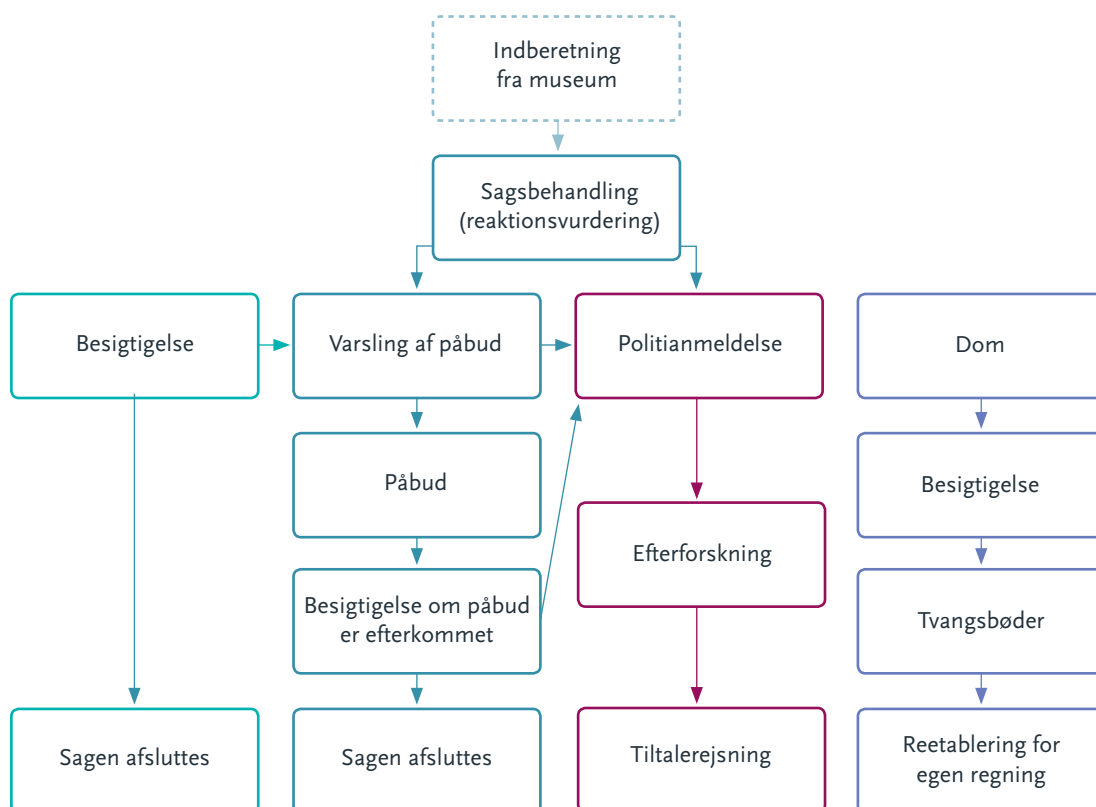 Indberetning
fra museum
Sagsbehandling
(reaktionsvurdering)
Besigtigelse
Varsling af påbud
Politianmeldelse
Dom
Påbud
Besigtigelse
Efterforskning
Besigtigelse om påbud
er efterkommet
Tvangsbøder
Sagen afsluttes
Sagen afsluttes
Tiltalerejsning
Reetablering for
egen regning